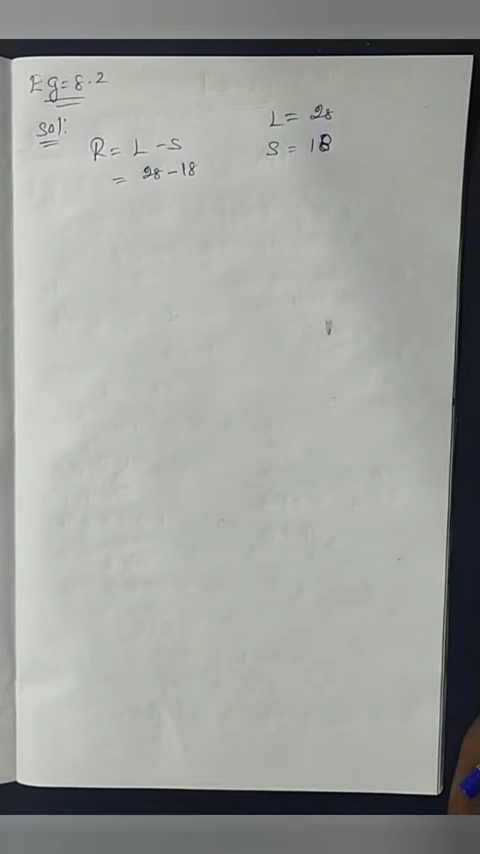 Eg=8.2
Sol:
R = L - S
= 28 - 18
L = 28
S = 18